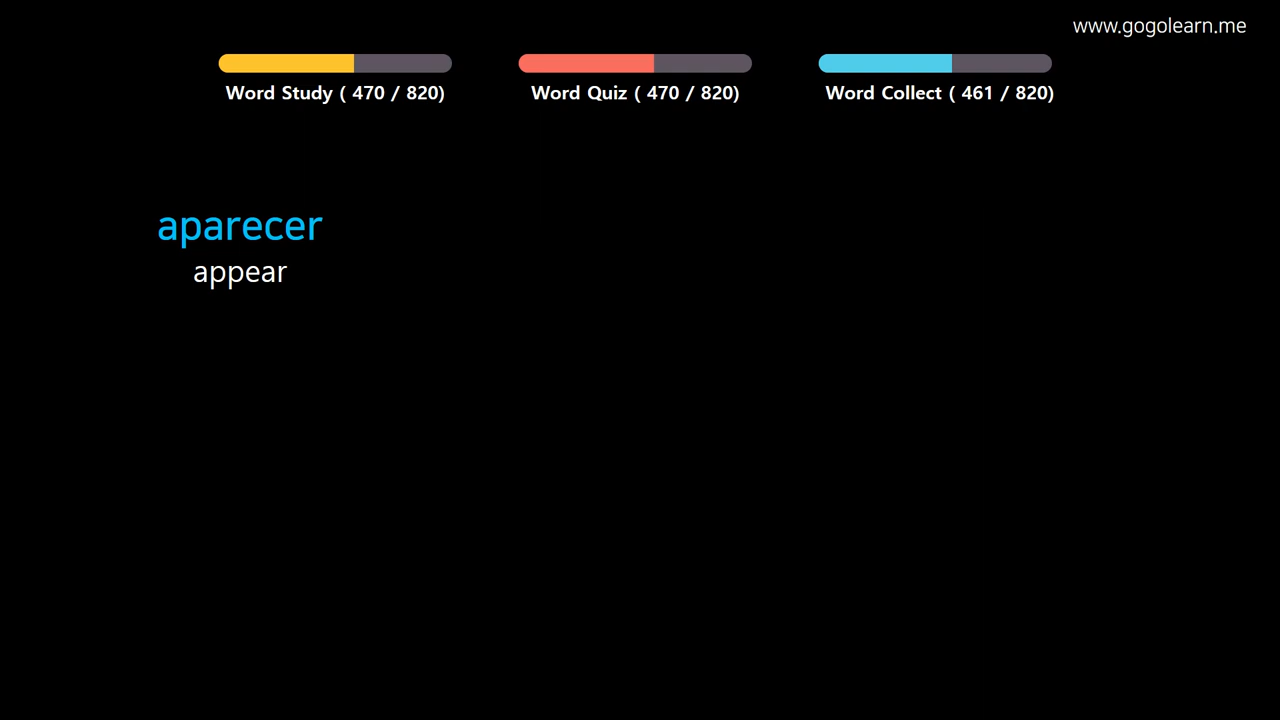 www.gogolearn.me
Word Study ( 470 / 820)
Word Quiz ( 470 / 820)
Word Collect ( 461 / 820)
aparecer
appear